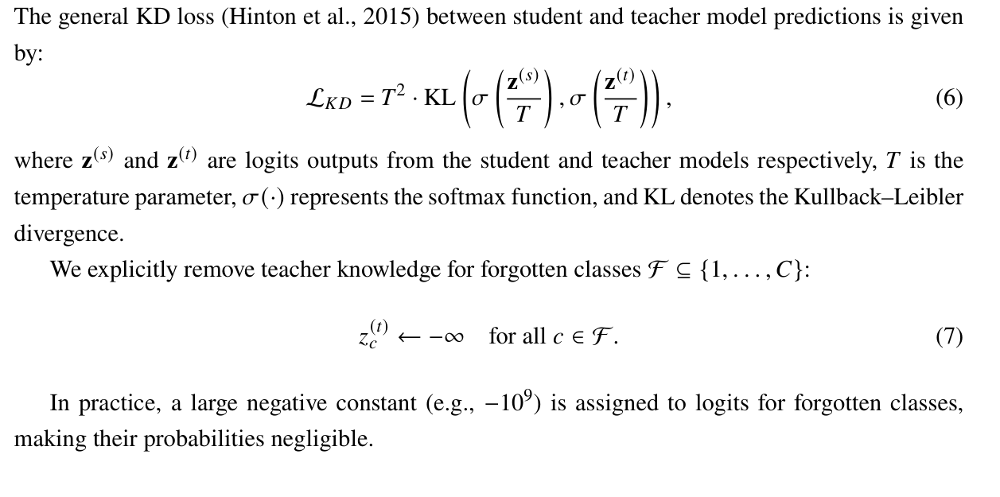 The general KD loss (Hinton et al., 2015) between student and teacher model predictions is given
by:
$\mathcal{L}_{KD} = T^2 \cdot \mathrm{KL}\left(\sigma\left(\frac{\mathbf{z}^{(s)}}{T}\right), \sigma\left(\frac{\mathbf{z}^{(t)}}{T}\right)\right),$ (6)
where $\mathbf{z}^{(s)}$ and $\mathbf{z}^{(t)}$ are logits outputs from the student and teacher models respectively, $T$ is the
temperature parameter, $\sigma(\cdot)$ represents the softmax function, and KL denotes the Kullback–Leibler
divergence.
We explicitly remove teacher knowledge for forgotten classes $\mathcal{F} \subseteq \{1, \ldots, C\}$:
$z_c^{(t)} \leftarrow -\infty \quad \text{for all } c \in \mathcal{F}.$ (7)
In practice, a large negative constant (e.g., $-10^9$) is assigned to logits for forgotten classes,
making their probabilities negligible.